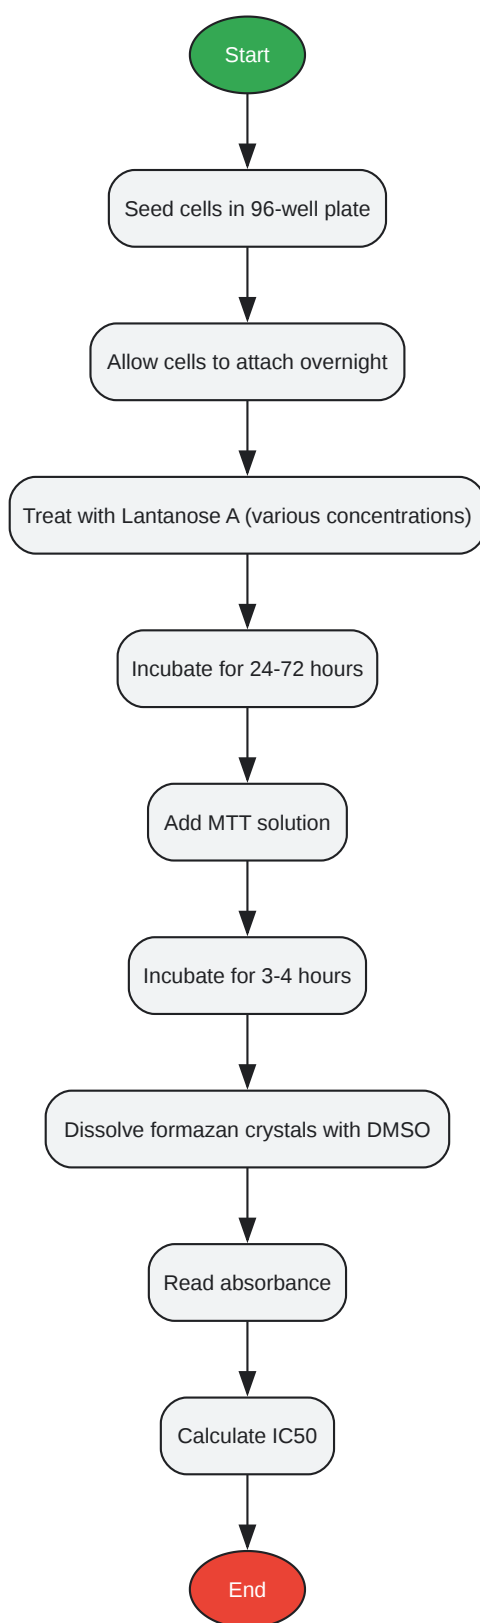 Start
Seed cells in 96-well plate
Allow cells to attach overnight
Treat with Lantanose A (various concentrations)
Incubate for 24-72 hours
Add MTT solution
Incubate for 3-4 hours
Dissolve formazan crystals with DMSO
Read absorbance
Calculate IC50
End